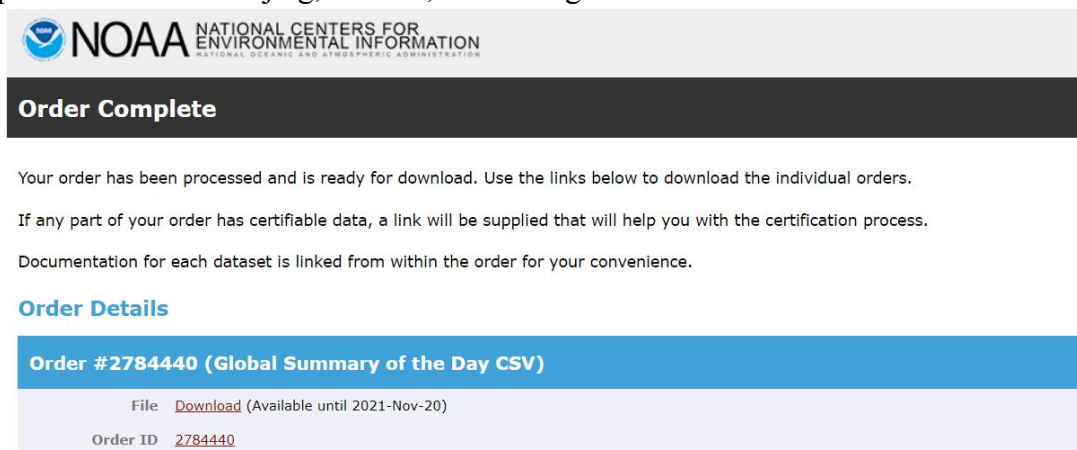 NOAA NATIONAL CENTERS FOR
ENVIRONMENTAL INFORMATION
NATIONAL OCEANIC AND ATMOSPHERIC ADMINISTRATION
Order Complete
Your order has been processed and is ready for download. Use the links below to download the individual orders.
If any part of your order has certifiable data, a link will be supplied that will help you with the certification process.
Documentation for each dataset is linked from within the order for your convenience.
Order Details
Order #2784440 (Global Summary of the Day CSV)
File Download (Available until 2021-Nov-20)
Order ID 2784440